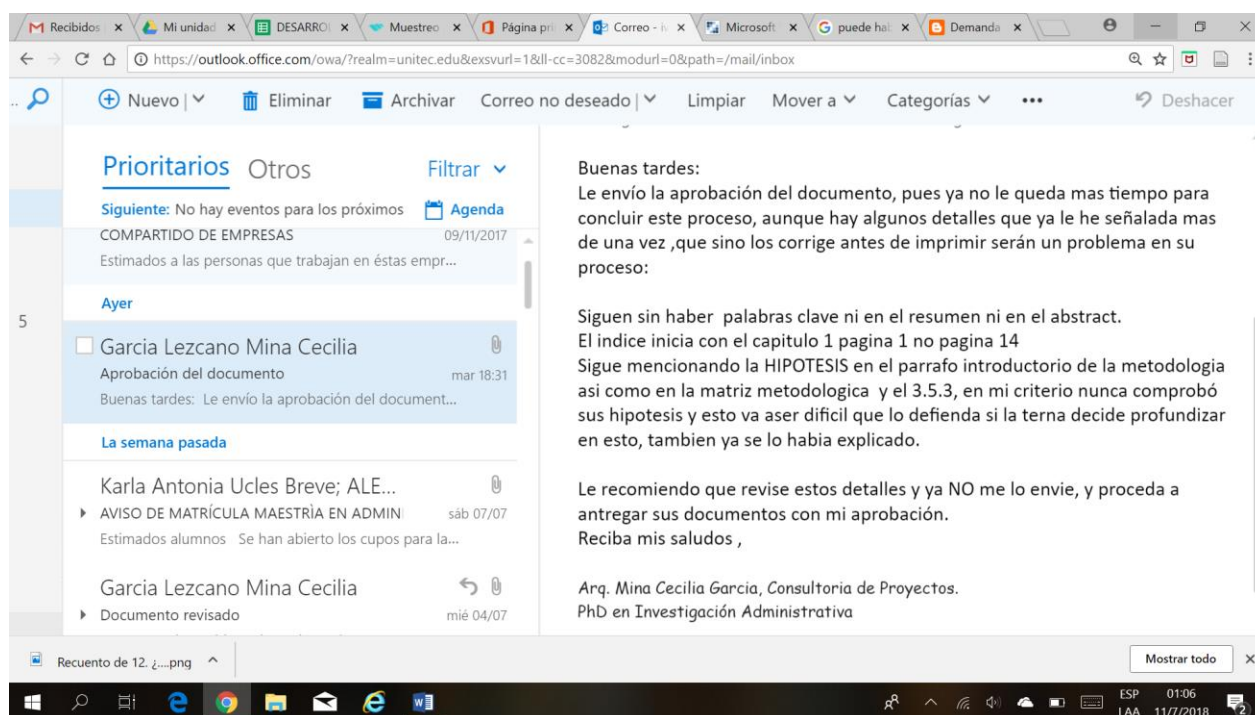 Recibidos
Mi unidad
DESARROL
Muestreo
Página pri
Correo - iv
Microsoft
puede hab
Demanda
https://outlook.office.com/owa/?realm=unitec.edu&exsvurl=1&ll-cc=3082&modurl=0&path=/mail/inbox
Nuevo | Eliminar Archivar Correo no deseado | Limpiar Mover a Categorías ••• Deshacer
Prioritarios Otros Filtrar
Siguiente: No hay eventos para los próximos Agenda
COMPARTIDO DE EMPRESAS 09/11/2017
Estimados a las personas que trabajan en éstas empr...
Ayer
5
Garcia Lezcano Mina Cecilia
Aprobación del documento mar 18:31
Buenas tardes: Le envío la aprobación del document...
La semana pasada
Karla Antonia Ucles Breve; ALE...
AVISO DE MATRÍCULA MAESTRÌA EN ADMIN sáb 07/07
Estimados alumnos Se han abierto los cupos para la...
Garcia Lezcano Mina Cecilia
Documento revisado mié 04/07
Buenas tardes:
Le envío la aprobación del documento, pues ya no le queda mas tiempo para
concluir este proceso, aunque hay algunos detalles que ya le he señalada mas
de una vez ,que sino los corrige antes de imprimir serán un problema en su
proceso:
Siguen sin haber palabras clave ni en el resumen ni en el abstract.
El indice inicia con el capitulo 1 pagina 1 no pagina 14
Sigue mencionando la HIPOTESIS en el parrafo introductorio de la metodologia
asi como en la matriz metodologica y el 3.5.3, en mi criterio nunca comprobó
sus hipotesis y esto va aser dificil que lo defienda si la terna decide profundizar
en esto, tambien ya se lo habia explicado.
Le recomiendo que revise estos detalles y ya NO me lo envie, y proceda a
antregar sus documentos con mi aprobación.
Reciba mis saludos ,
Arq. Mina Cecilia Garcia, Consultoria de Proyectos.
PhD en Investigación Administrativa
Recuento de 12. ¿....png
Mostrar todo
ESP 01:06
LAA 11/7/2018
2